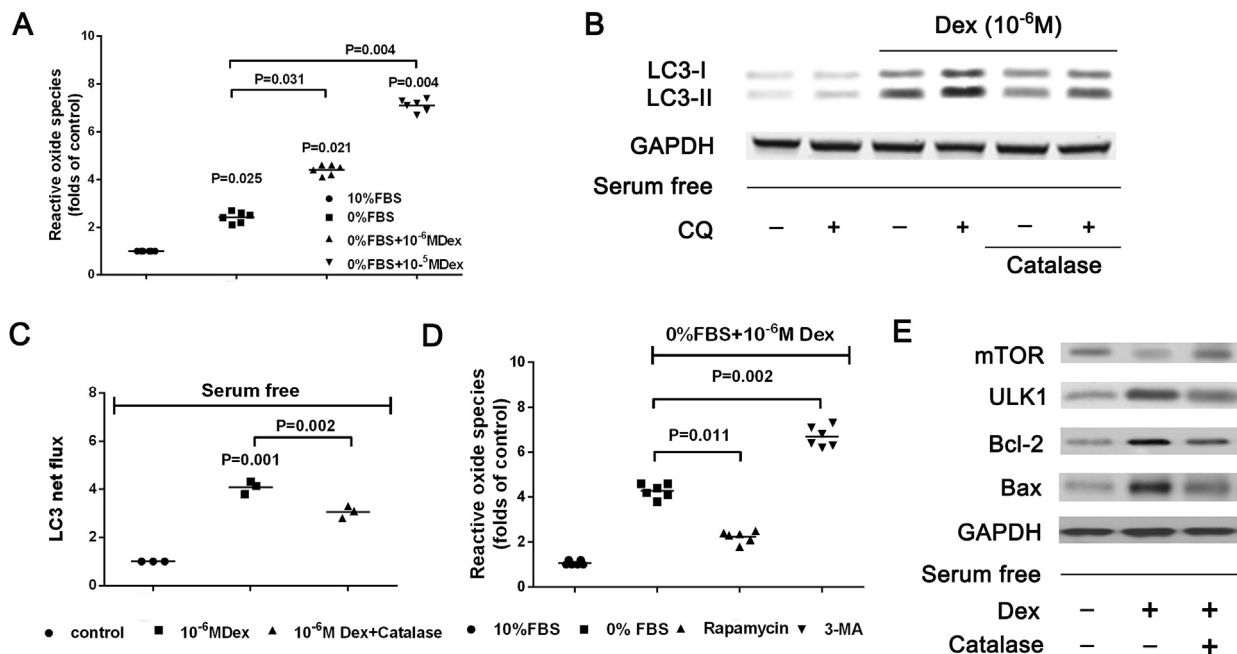 A
Reactive oxide species
(folds of control)
10
8
6
4
2
0
P=0.004
P=0.031
P=0.004
P=0.021
P=0.025
10%FBS
0%FBS
0%FBS+10⁻⁶MDex
0%FBS+10-⁵MDex
B
Dex (10⁻⁶M)
LC3-I
LC3-II
GAPDH
Serum free
CQ − + − + − +
Catalase
C
LC3 net flux
8
6
4
2
0
Serum free
P=0.002
P=0.001
control 10⁻⁶MDex 10⁻⁶M Dex+Catalase
D
Reactive oxide species
(folds of control)
10
8
6
4
2
0
0%FBS+10⁻⁶M Dex
P=0.002
P=0.011
10%FBS 0% FBS Rapamycin 3-MA
E
mTOR
ULK1
Bcl-2
Bax
GAPDH
Serum free
Dex − + +
Catalase − +